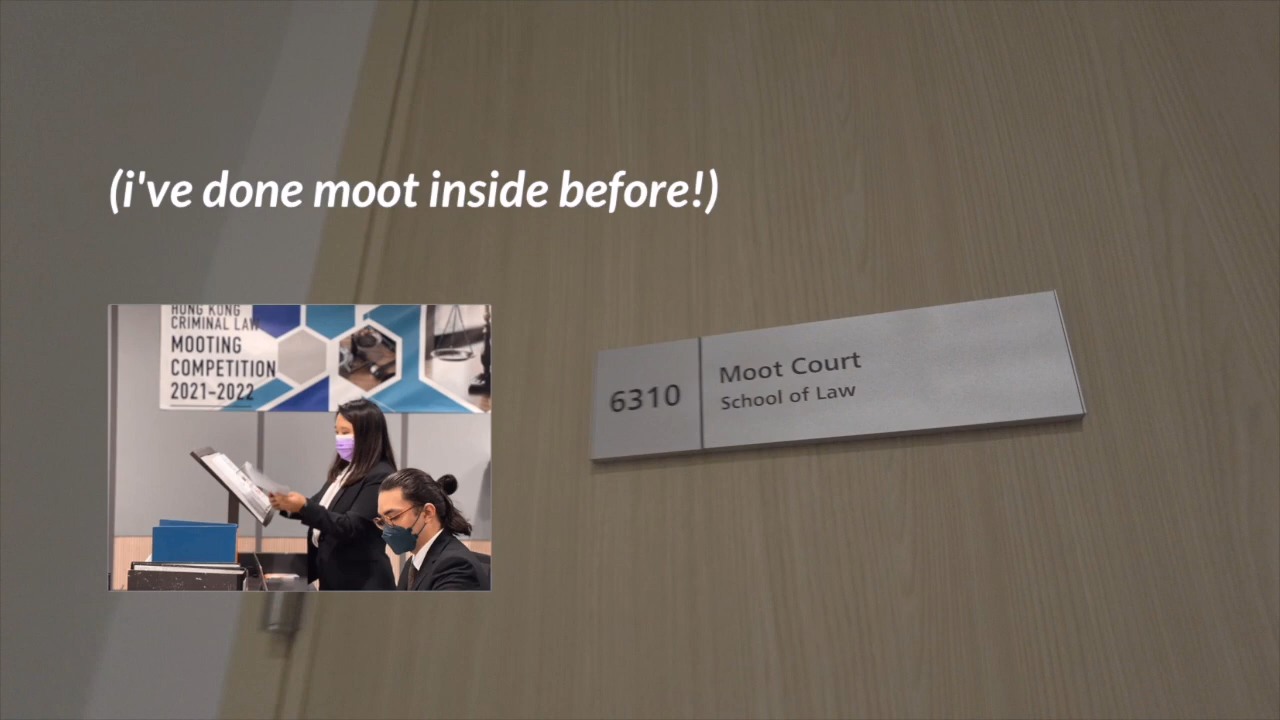 (i've done moot inside before!)
HONG KONG
CRIMINAL LAW
MOOTING
COMPETITION
2021-2022
6310
Moot Court
School of Law